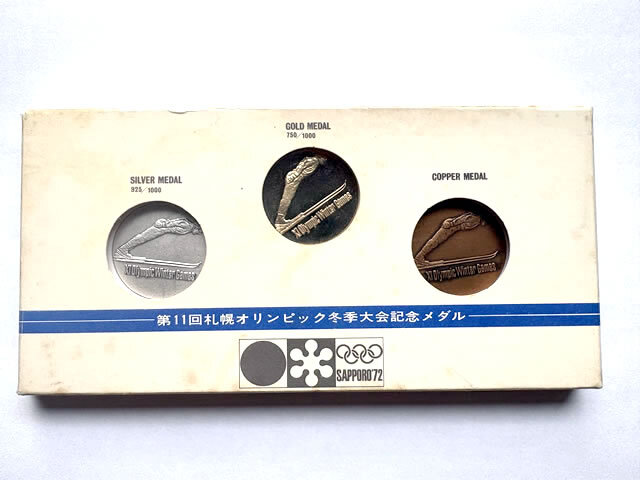 GOLD MEDAL
750/1000
SILVER MEDAL
925/1000
COPPER MEDAL
XI Olympic Winter Games
XI Olympic Winter Games
XI Olympic Winter Games
第11回札幌オリンピック冬季大会記念メダル
SAPPORO'72